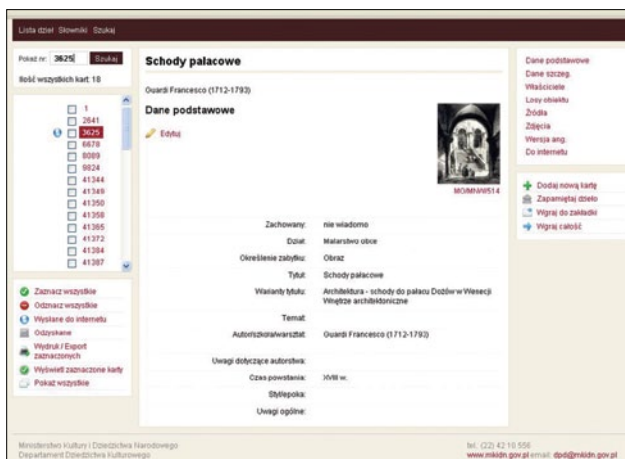 Lista dzieł Słowniki Szukaj
Pokaż nr: 3625 Szukaj
Ilość wszystkich kart: 18
1
2641
3625
6678
8089
9824
41344
41349
41350
41358
41365
41372
41384
41387
Zaznacz wszystkie
Odznacz wszystkie
Wysłane do internetu
Odzyskane
Wydruk / Export
zaznaczonych
Wyświetl zaznaczone karty
Pokaż wszystkie
Schody pałacowe
Guardi Francesco (1712-1793)
Dane podstawowe
Edytuj
Zachowany: nie wiadomo
Dział: Malarstwo obce
Określenie zabytku: Obraz
Tytuł: Schody pałacowe
Warianty tytułu: Architektura - schody do pałacu Dożów w Wenecji
Wnętrze architektoniczne
Temat:
Autor/szkoła/warsztat: Guardi Francesco (1712-1793)
Uwagi dotyczące autorstwa:
Czas powstania: XVIII w.
Styl/epoka:
Uwagi ogólne:
Dane podstawowe
Dane szczeg.
Właściciele
Losy obiektu
Źródła
Zdjęcia
Wersja ang.
Do internetu
Dodaj nową kartę
Zapamiętaj dzieło
Wgraj do zakładki
Wgraj całość
Ministerstwo Kultury i Dziedzictwa Narodowego
Departament Dziedzictwa Kulturowego
tel. (22) 42 10 556
www.mkidn.gov.pl email: dpd@mkidn.gov.pl